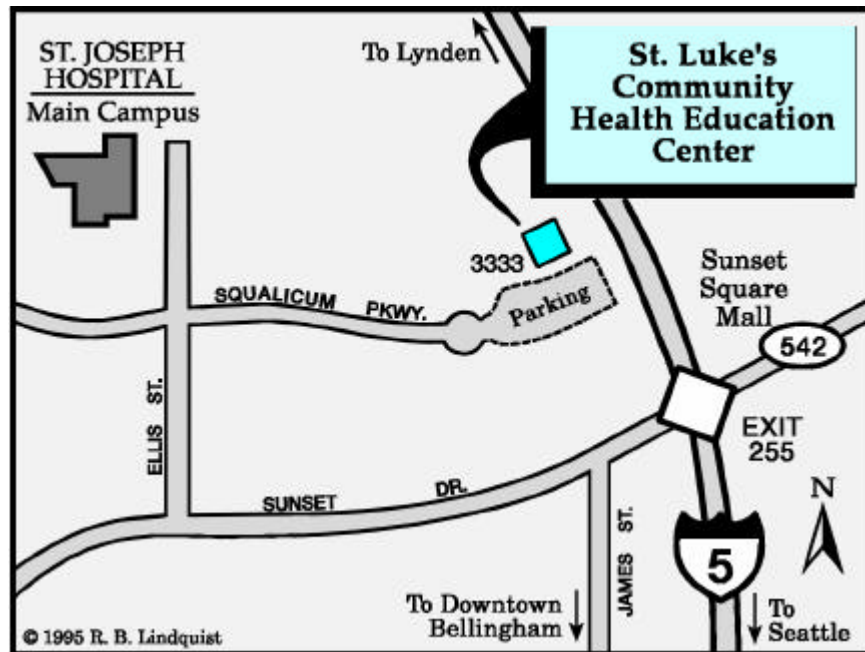 ST. JOSEPH
HOSPITAL
Main Campus
To Lynden
St. Luke's
Community
Health Education
Center
3333
Parking
SQUALICUM PKWY.
Sunset
Square
Mall
542
EXIT
255
ELLIS ST.
SUNSET DR.
JAMES ST.
N
5
To Downtown
Bellingham
To
Seattle
© 1995 R. B. Lindquist